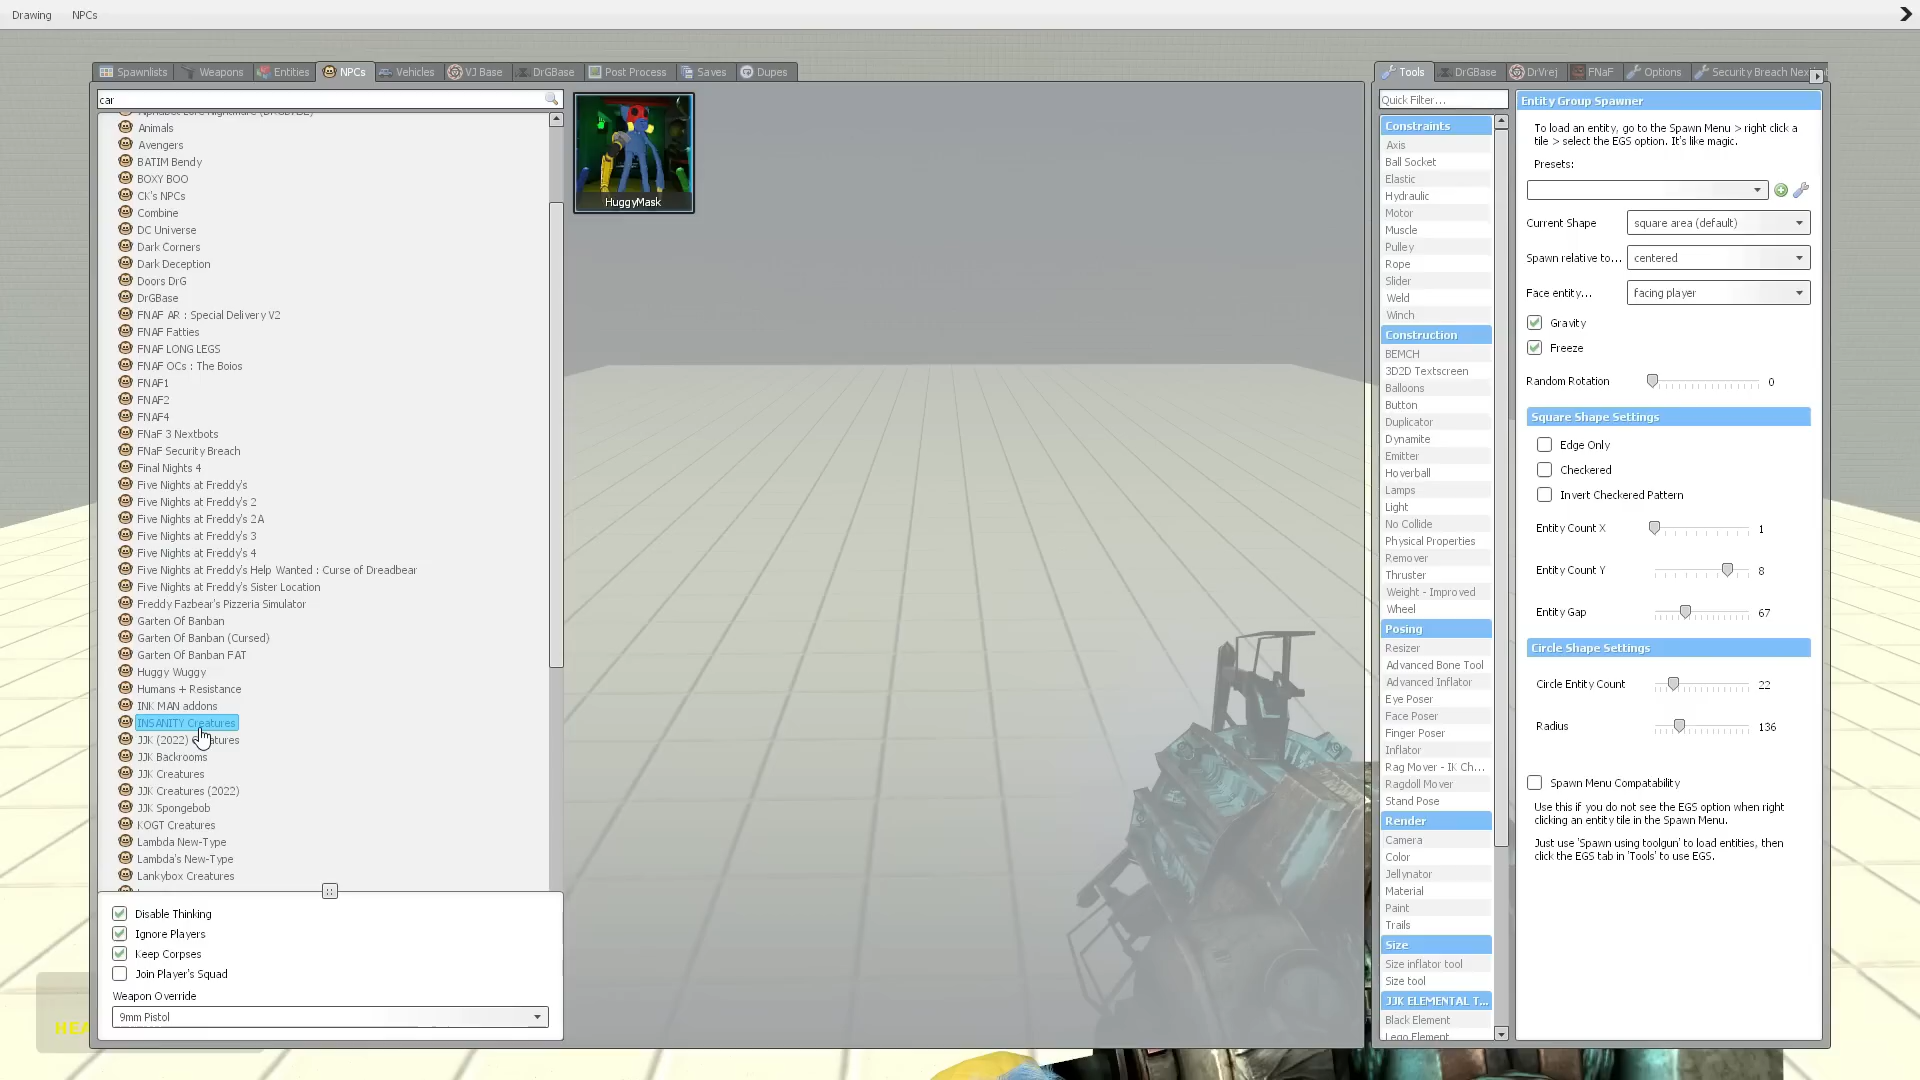 Drawing NPCs
Spawnlists Weapons Entities NPCs Vehicles VJ Base DrGBase Post Process Saves Dupes
car
Animals
Avengers
BATIM Bendy
BOXY BOO
CK's NPCs
Combine
DC Universe
Dark Corners
Dark Deception
Doors DrG
DrGBase
FNAF AR : Special Delivery V2
FNAF Fatties
FNAF LONG LEGS
FNAF OCs : The Boios
FNAF1
FNAF2
FNAF4
FNaF 3 Nextbots
FNaF Security Breach
Final Nights 4
Five Nights at Freddy's
Five Nights at Freddy's 2
Five Nights at Freddy's 2A
Five Nights at Freddy's 3
Five Nights at Freddy's 4
Five Nights at Freddy's Help Wanted : Curse of Dreadbear
Five Nights at Freddy's Sister Location
Freddy Fazbear's Pizzeria Simulator
Garten Of Banban
Garten Of Banban (Cursed)
Garten Of Banban FAT
Huggy Wuggy
Humans + Resistance
INK MAN addons
INSANITY Creatures
JJK (2022)
JJK Backrooms
JJK Creatures
JJK Creatures (2022)
JJK Spongebob
KOGT Creatures
Lambda New-Type
Lambda's New-Type
Lankybox Creatures
Disable Thinking
Ignore Players
Keep Corpses
Join Player's Squad
Weapon Override
9mm Pistol
HuggyMask
Tools DrGBase DrVrej FNaF Options Security Breach
Quick Filter...
Constraints
Axis
Ball Socket
Elastic
Hydraulic
Motor
Muscle
Pulley
Rope
Slider
Weld
Winch
Construction
BEMCH
3D2D Textscreen
Balloons
Button
Duplicator
Dynamite
Emitter
Hoverball
Lamps
Light
No Collide
Physical Properties
Remover
Thruster
Weight - Improved
Wheel
Posing
Resizer
Advanced Bone Tool
Advanced Inflator
Eye Poser
Face Poser
Finger Poser
Inflator
Rag Mover - IK Ch...
Ragdoll Mover
Stand Pose
Render
Camera
Color
Jellynator
Material
Paint
Trails
Size
Size inflator tool
Size tool
JJK ELEMENTAL T...
Black Element
Lego Element
Entity Group Spawner
To load an entity, go to the Spawn Menu > right click a
tile > select the EGS option. It's like magic.
Presets:
Current Shape square area (default)
Spawn relative to... centered
Face entity... facing player
Gravity
Freeze
Random Rotation 0
Square Shape Settings
Edge Only
Checkered
Invert Checkered Pattern
Entity Count X 1
Entity Count Y 8
Entity Gap 67
Circle Shape Settings
Circle Entity Count 22
Radius 136
Spawn Menu Compatability
Use this if you do not see the EGS option when right
clicking an entity tile in the Spawn Menu.
Just use 'Spawn using toolgun' to load entities, then
click the EGS tab in 'Tools' to use EGS.